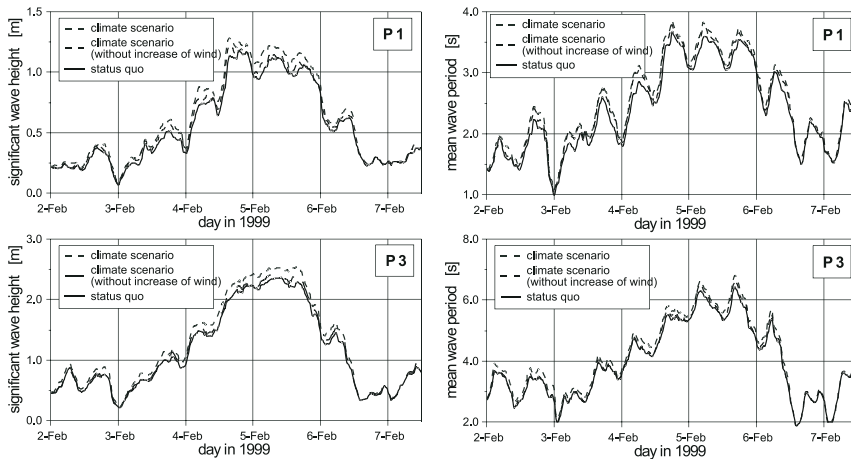 significant wave height [m]
1.5
1.0
0.5
0.0
climate scenario
climate scenario
(without increase of wind)
status quo
P 1
2-Feb 3-Feb 4-Feb 5-Feb 6-Feb 7-Feb
day in 1999
mean wave period [s]
4.0
3.0
2.0
1.0
climate scenario
climate scenario
(without increase of wind)
status quo
P 1
2-Feb 3-Feb 4-Feb 5-Feb 6-Feb 7-Feb
day in 1999
significant wave height [m]
3.0
2.0
1.0
0.0
climate scenario
climate scenario
(without increase of wind)
status quo
P 3
2-Feb 3-Feb 4-Feb 5-Feb 6-Feb 7-Feb
day in 1999
mean wave period [s]
8.0
6.0
4.0
2.0
climate scenario
climate scenario
(without increase of wind)
status quo
P 3
2-Feb 3-Feb 4-Feb 5-Feb 6-Feb 7-Feb
day in 1999